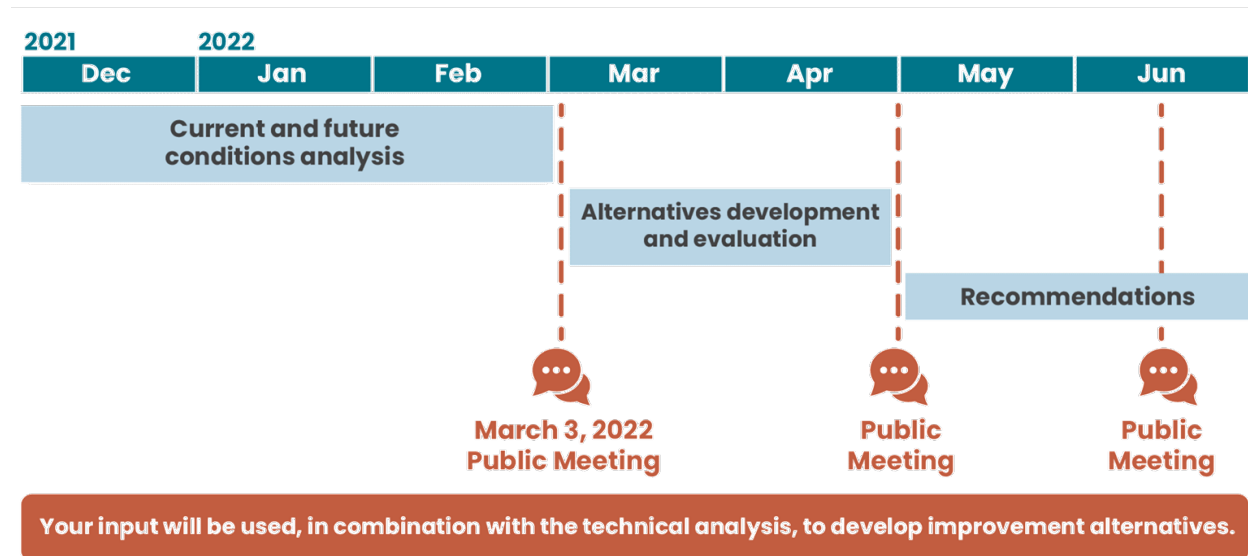 2021 2022
Dec Jan Feb Mar Apr May Jun
Current and future
conditions analysis
Alternatives development
and evaluation
Recommendations
March 3, 2022
Public Meeting
Public
Meeting
Public
Meeting
Your input will be used, in combination with the technical analysis, to develop improvement alternatives.